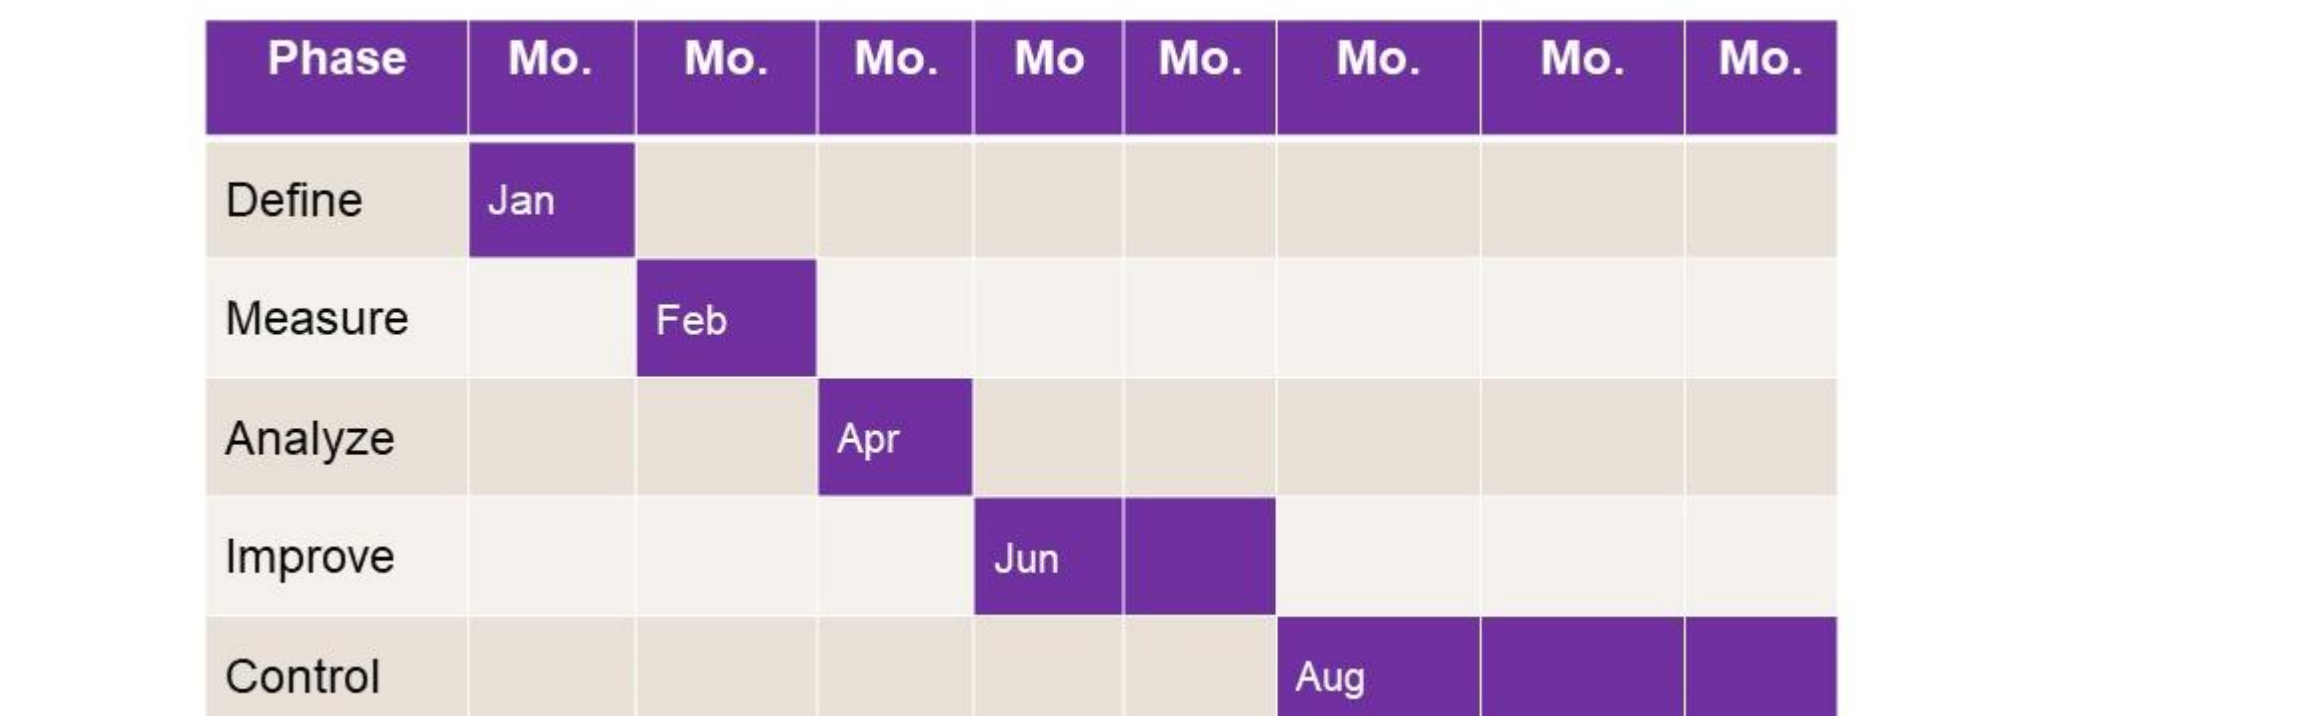 Phase Mo. Mo. Mo. Mo Mo. Mo. Mo. Mo.
Define Jan
Measure Feb
Analyze Apr
Improve Jun
Control Aug